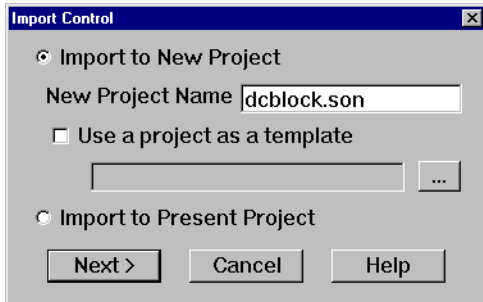 Import Control
Import to New Project
New Project Name dcblock.son
Use a project as a template
...
Import to Present Project
Next > Cancel Help